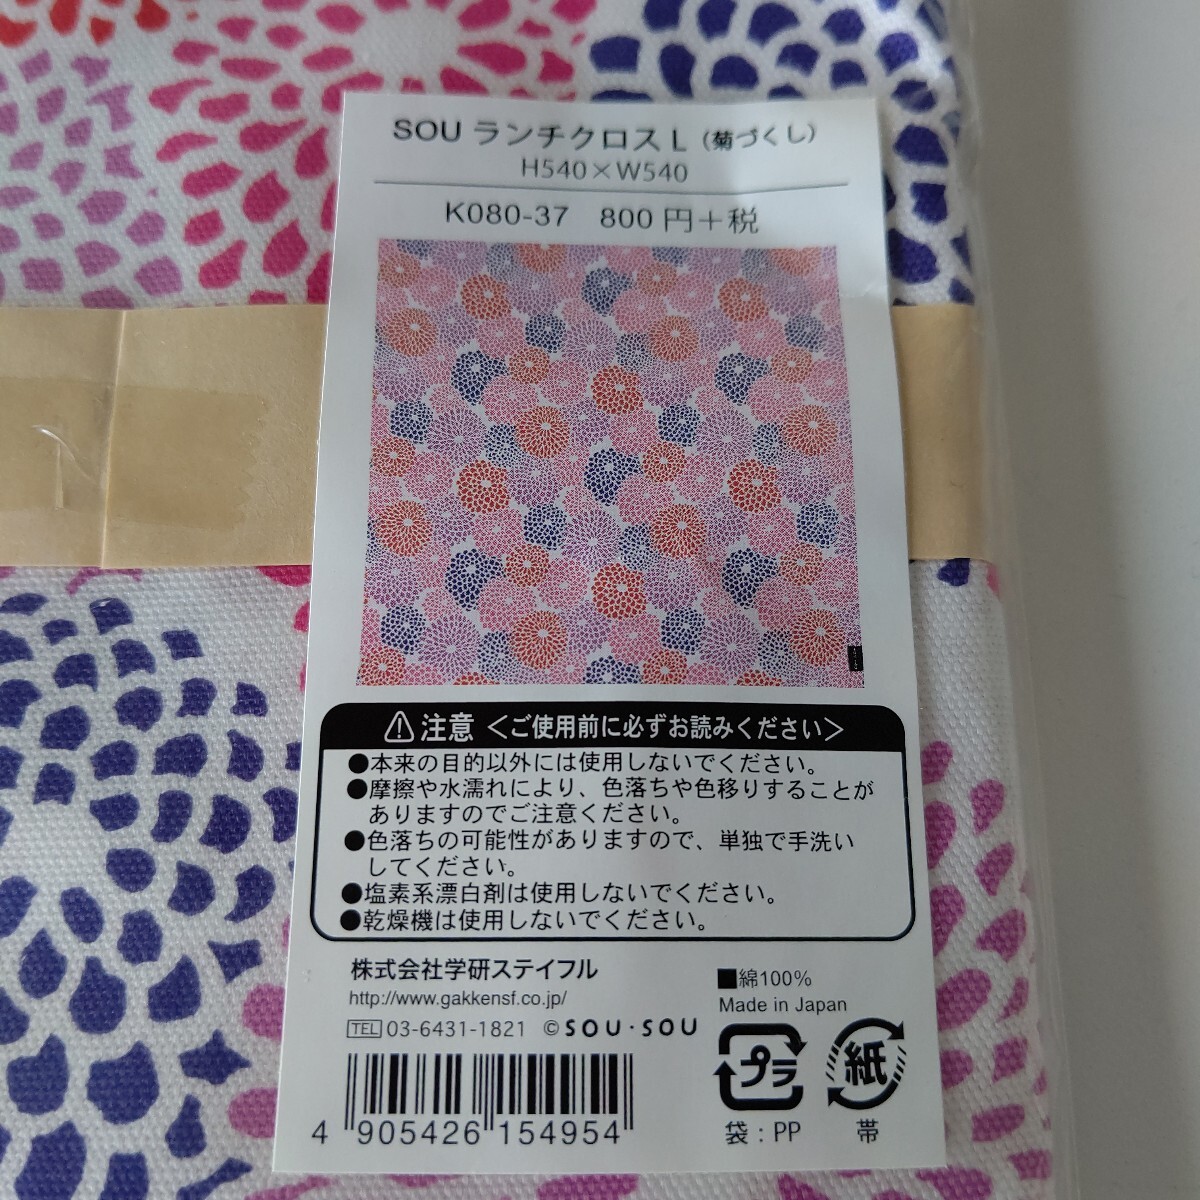 SOU ランチクロス L（菊づくし）
H540×W540
K080-37 800円＋税
注意 ＜ご使用前に必ずお読みください＞
●本来の目的以外には使用しないでください。
●摩擦や水濡れにより、色落ちや色移りすることが
ありますのでご注意ください。
●色落ちの可能性がありますので、単独で手洗い
してください。
●塩素系漂白剤は使用しないでください。
●乾燥機は使用しないでください。
株式会社学研ステイフル
http://www.gakkensf.co.jp/
TEL 03-6431-1821 ©SOU・SOU
4 905426 154954
■綿100%
Made in Japan
プラ 紙
袋：PP 帯